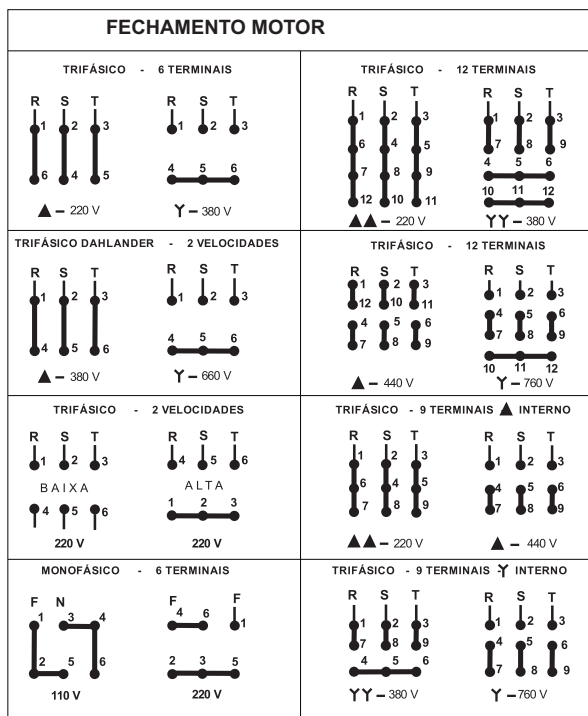 FECHAMENTO MOTOR
TRIFÁSICO - 6 TERMINAIS
R S T
1 2 3
6 4 5
▲ – 220 V
1 2 3
4 5 6
Y – 380 V
TRIFÁSICO - 12 TERMINAIS
R S T R S T
1 2 3 1 2 3
6 4 5 7 8 9
7 8 9 4 5 6
12 10 11 10 11 12
▲▲ – 220 V YY – 380 V
TRIFÁSICO DAHLANDER - 2 VELOCIDADES
R S T
1 2 3 1 2 3
4 5 6 4 5 6
▲ – 380 V Y – 660 V
TRIFÁSICO - 12 TERMINAIS
R S T R S T
1 2 3 1 2 3
12 10 11 4 5 6
4 5 6 7 8 9
7 8 9 10 11 12
▲ – 440 V Y – 760 V
TRIFÁSICO - 2 VELOCIDADES
R S T R S T
1 2 3 4 5 6
BAIXA ALTA
4 5 6 1 2 3
220 V 220 V
TRIFÁSICO - 9 TERMINAIS ▲ INTERNO
R S T R S T
1 2 3 1 2 3
6 4 5 4 5 6
7 8 9 7 8 9
▲▲ – 220 V ▲ – 440 V
MONOFÁSICO - 6 TERMINAIS
F N F F
1 3 4 4 6 1
2 5 6 2 3 5
110 V 220 V
TRIFÁSICO - 9 TERMINAIS Y INTERNO
R S T R S T
1 2 3 1 2 3
7 8 9 4 5 6
4 5 6 7 8 9
YY – 380 V Y – 760 V